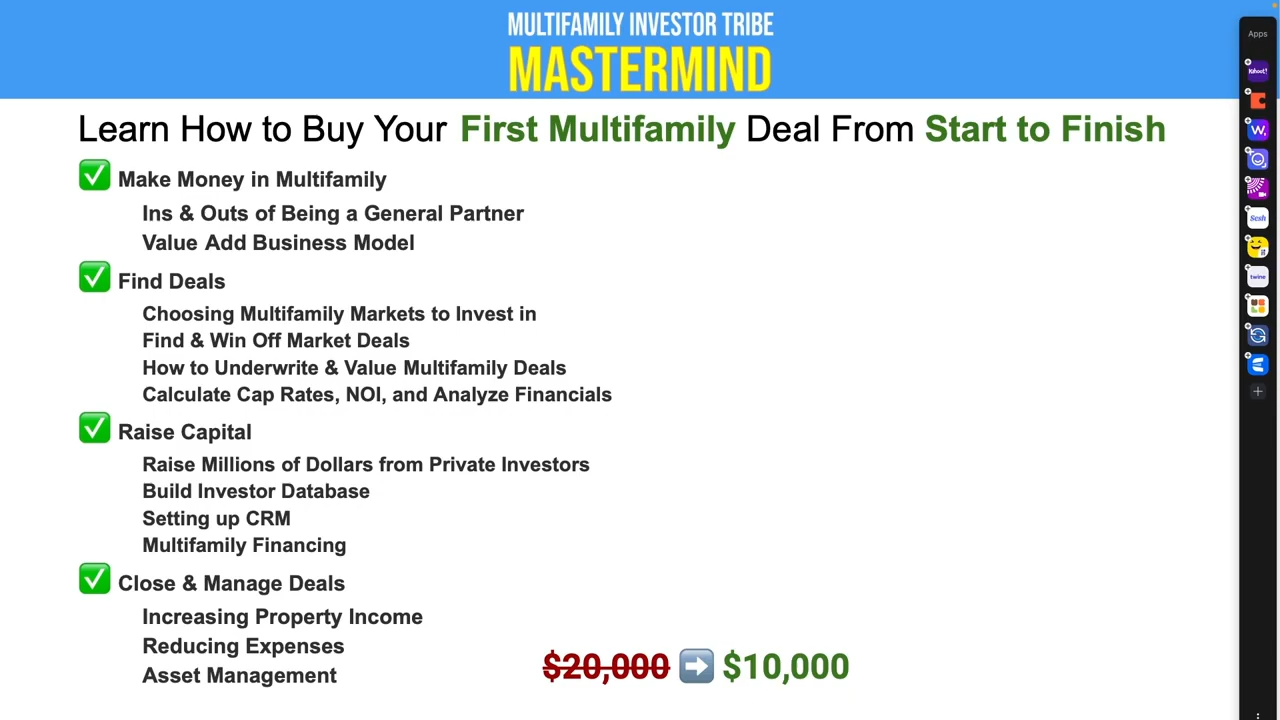 MULTIFAMILY INVESTOR TRIBE
MASTERMIND
Apps
Learn How to Buy Your First Multifamily Deal From Start to Finish
Make Money in Multifamily
Ins & Outs of Being a General Partner
Value Add Business Model
Find Deals
Choosing Multifamily Markets to Invest in
Find & Win Off Market Deals
How to Underwrite & Value Multifamily Deals
Calculate Cap Rates, NOI, and Analyze Financials
Raise Capital
Raise Millions of Dollars from Private Investors
Build Investor Database
Setting up CRM
Multifamily Financing
Close & Manage Deals
Increasing Property Income
Reducing Expenses
Asset Management
$20,000 ➡ $10,000
Kahoot!
W,
Sesh
twine